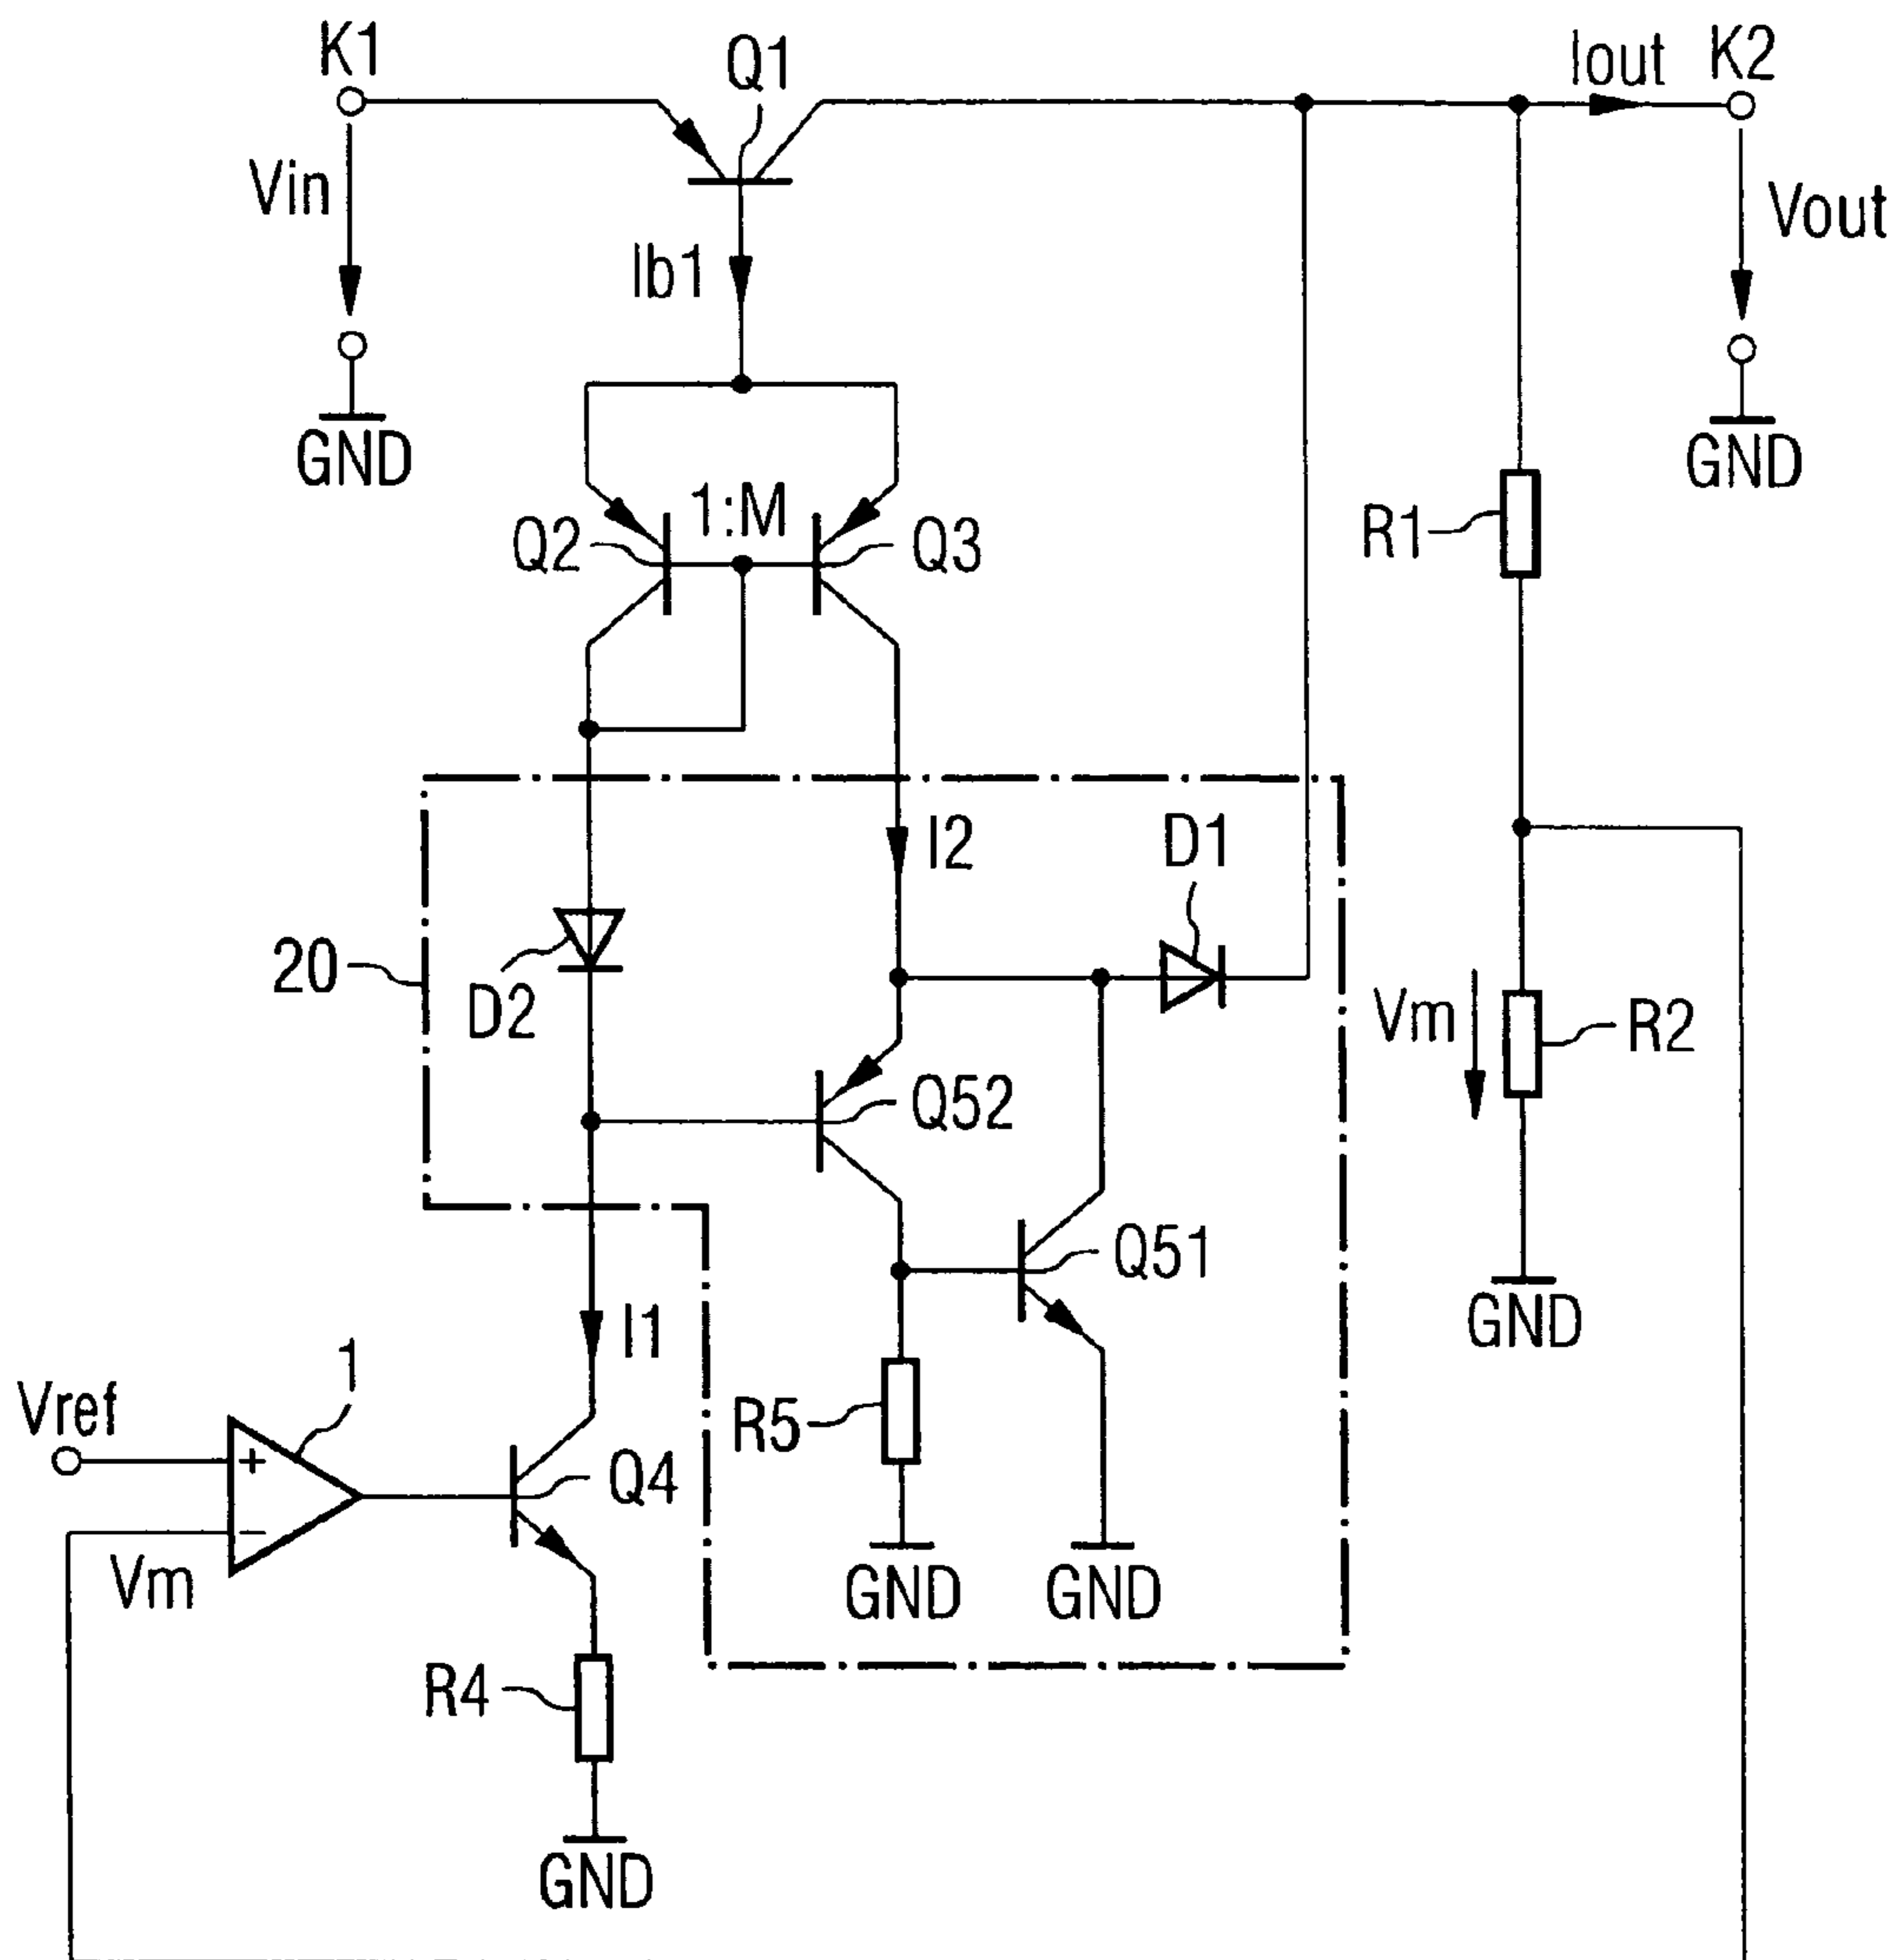 K1
Q1
Iout
K2
Vin
Ib1
Vout
GND
GND
1:M
Q2
Q3
R1
I2
D1
20
D2
Vm
R2
Q52
Q51
I1
1
GND
Vref
+
R5
Q4
−
Vm
GND
GND
R4
GND